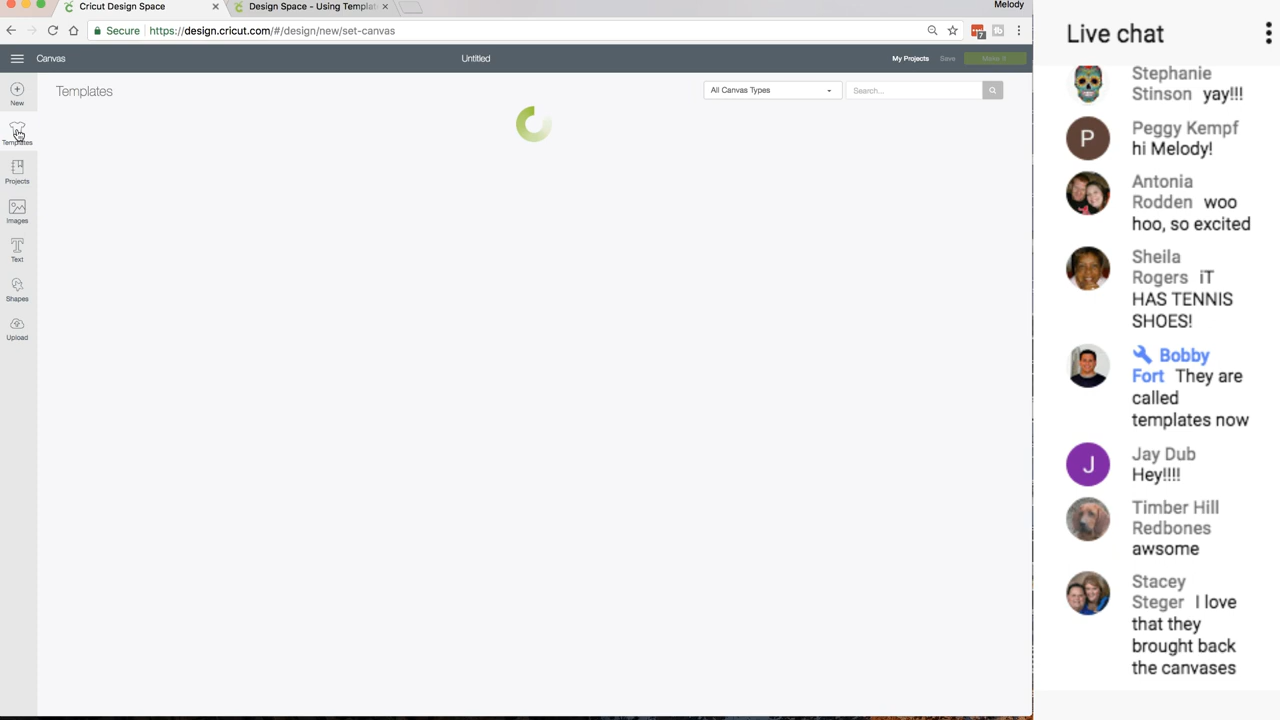 Cricut Design Space
Design Space - Using Templat
Melody
Secure
https://design.cricut.com/#/design/new/set-canvas
7
Canvas
Untitled
My Projects
Save
Make It
New
Templates
Projects
Images
Text
Shapes
Upload
Templates
All Canvas Types
Search...
Live chat
Stephanie
Stinson yay!!!
P
Peggy Kempf
hi Melody!
Antonia
Rodden woo
hoo, so excited
Sheila
Rogers iT
HAS TENNIS
SHOES!
Bobby
Fort They are
called
templates now
J
Jay Dub
Hey!!!!
Timber Hill
Redbones
awsome
Stacey
Steger I love
that they
brought back
the canvases